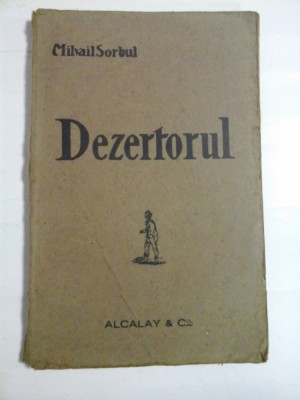 Mihail Sorbul
Dezertorul
ALCALAY & Co.